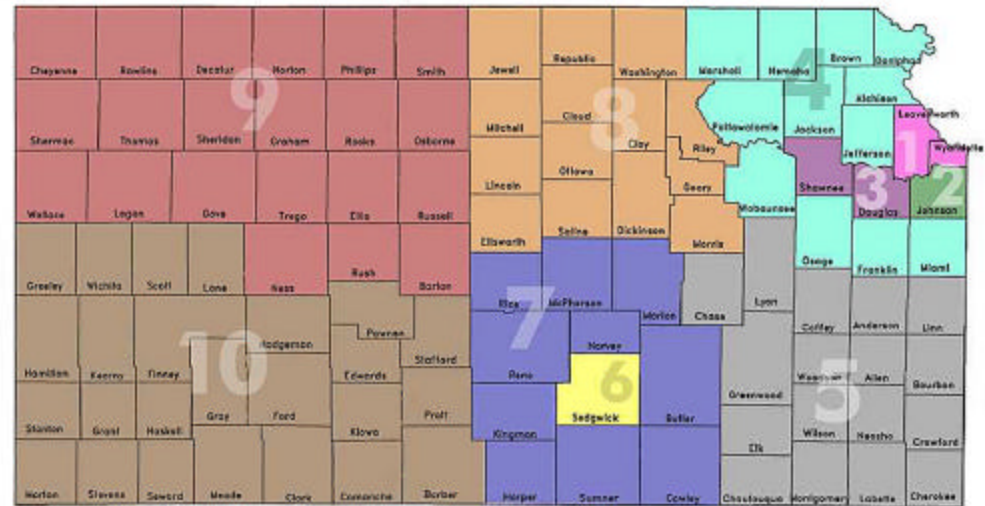 Cheyenne Rawlins Decatur Norton Phillips Smith Jewell Republic Washington Marshall Nemaha Brown Doniphan
9 8 4
Sherman Thomas Sheridan Graham Rooks Osborne Mitchell Cloud Clay Riley Pottawatomie Jackson Atchison
Jefferson Leavenworth Wyandotte
1
Wallace Logan Gove Trego Ellis Russell Lincoln Ottawa Geary Wabaunsee Shawnee Douglas Johnson
3 2
Ellsworth Saline Dickinson Morris Osage Franklin Miami
Greeley Wichita Scott Lane Ness Rush Barton Rice McPherson Marion Chase Lyon Coffey Anderson Linn
10 7 6 5
Hamilton Kearny Finney Hodgeman Pawnee Edwards Stafford Reno Harvey Sedgwick Butler Greenwood Woodson Allen Bourbon
Stanton Grant Haskell Gray Ford Kiowa Pratt Kingman Elk Wilson Neosho Crawford
Morton Stevens Seward Meade Clark Comanche Barber Harper Sumner Cowley Chautauqua Montgomery Labette Cherokee